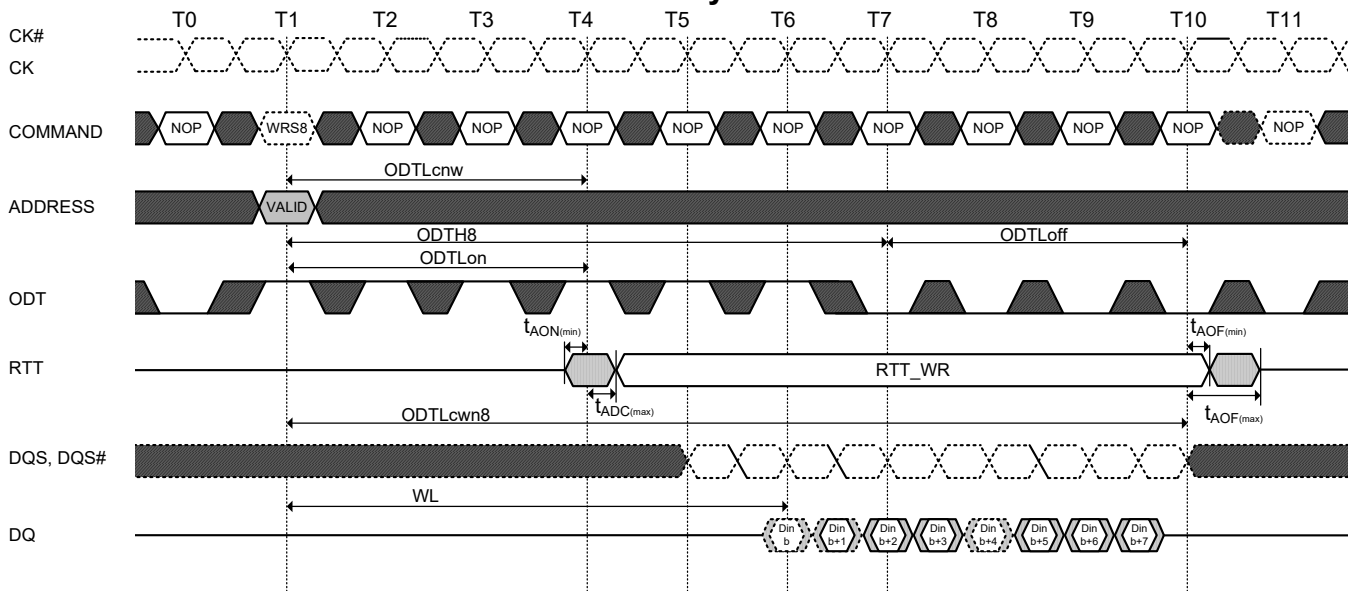 T0 T1 T2 T3 T4 T5 T6 T7 T8 T9 T10 T11
CK#
CK
COMMAND NOP WRS8 NOP NOP NOP NOP NOP NOP NOP NOP NOP NOP
ODTLcnw
ADDRESS VALID
ODTH8 ODTLoff
ODTLon
ODT
tAON(min) tAOF(min)
RTT RTT_WR
tADC(max) tAOF(max)
ODTLcwn8
DQS, DQS#
WL
DQ Din b Din b+1 Din b+2 Din b+3 Din b+4 Din b+5 Din b+6 Din b+7